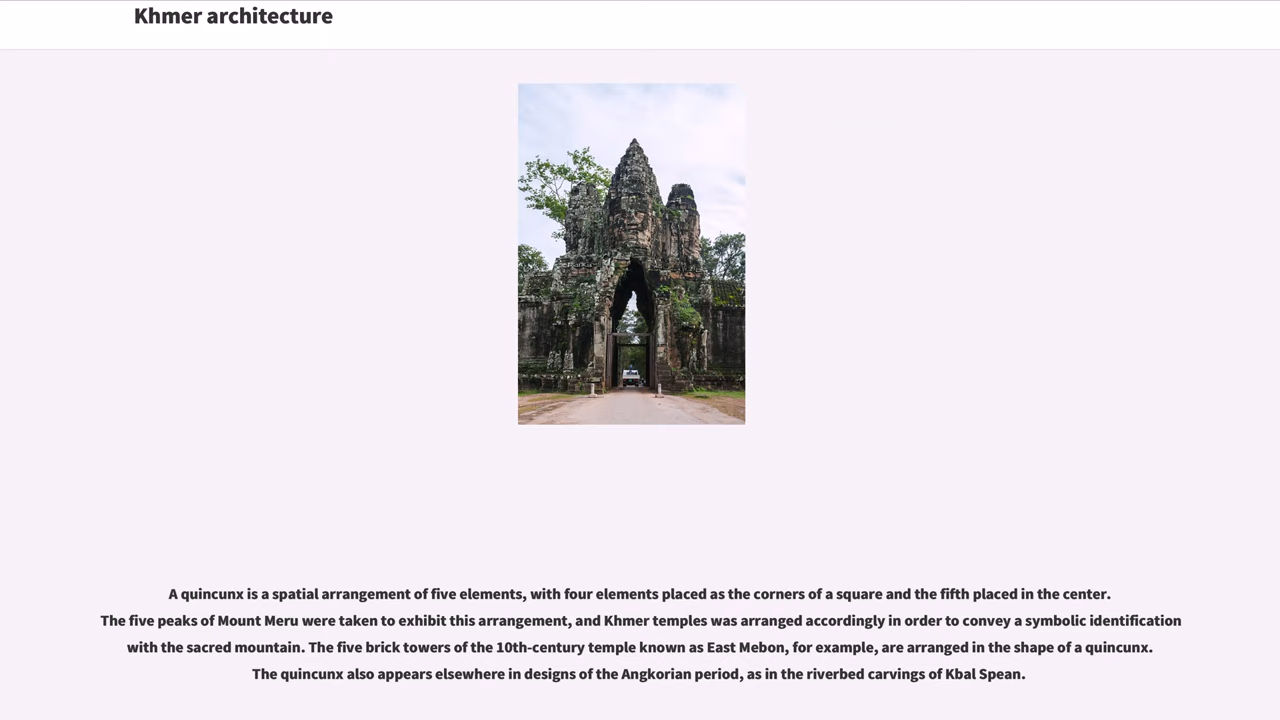 Khmer architecture
A quincunx is a spatial arrangement of five elements, with four elements placed as the corners of a square and the fifth placed in the center.
The five peaks of Mount Meru were taken to exhibit this arrangement, and Khmer temples was arranged accordingly in order to convey a symbolic identification
with the sacred mountain. The five brick towers of the 10th-century temple known as East Mebon, for example, are arranged in the shape of a quincunx.
The quincunx also appears elsewhere in designs of the Angkorian period, as in the riverbed carvings of Kbal Spean.